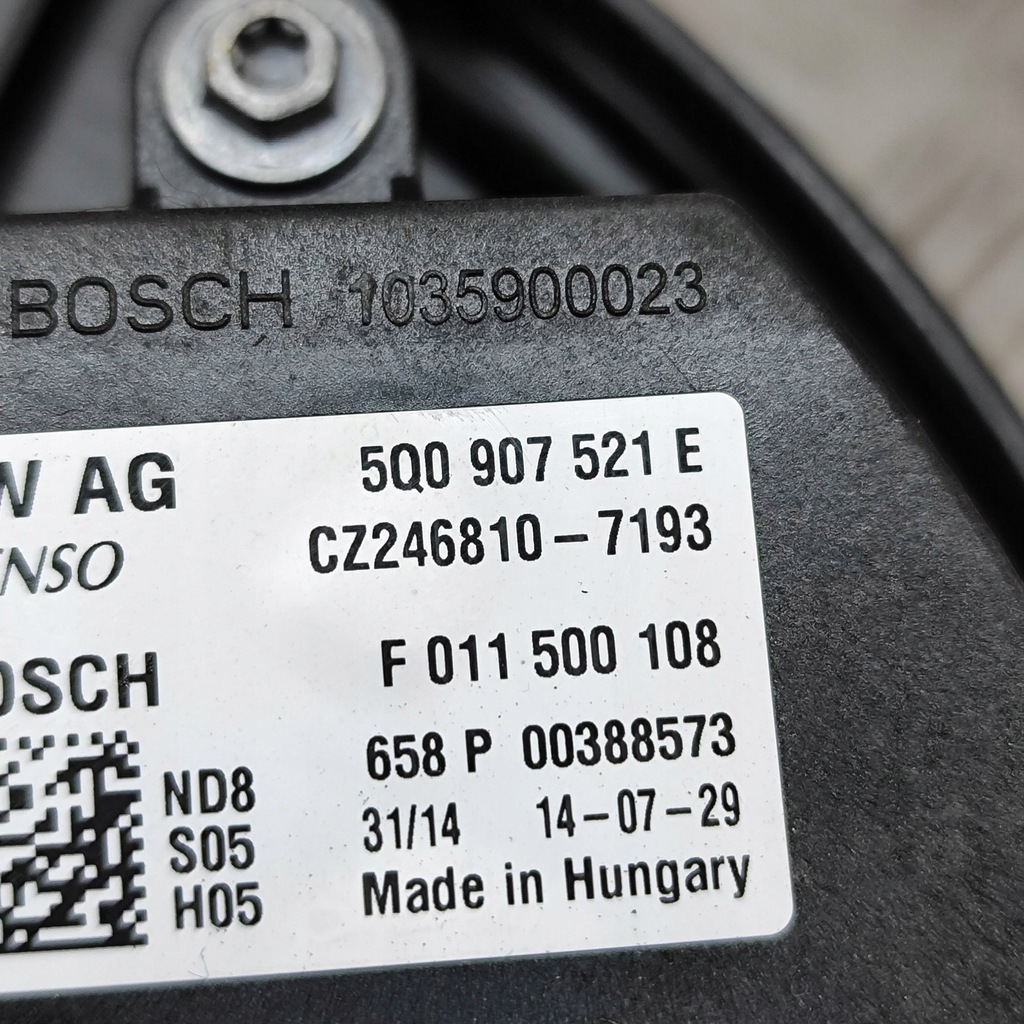 BOSCH 1035900023
W AG 5Q0 907 521 E
NSO CZ246810-7193
OSCH F 011 500 108
658 P 00388573
ND8 31/14 14-07-29
S05 Made in Hungary
H05